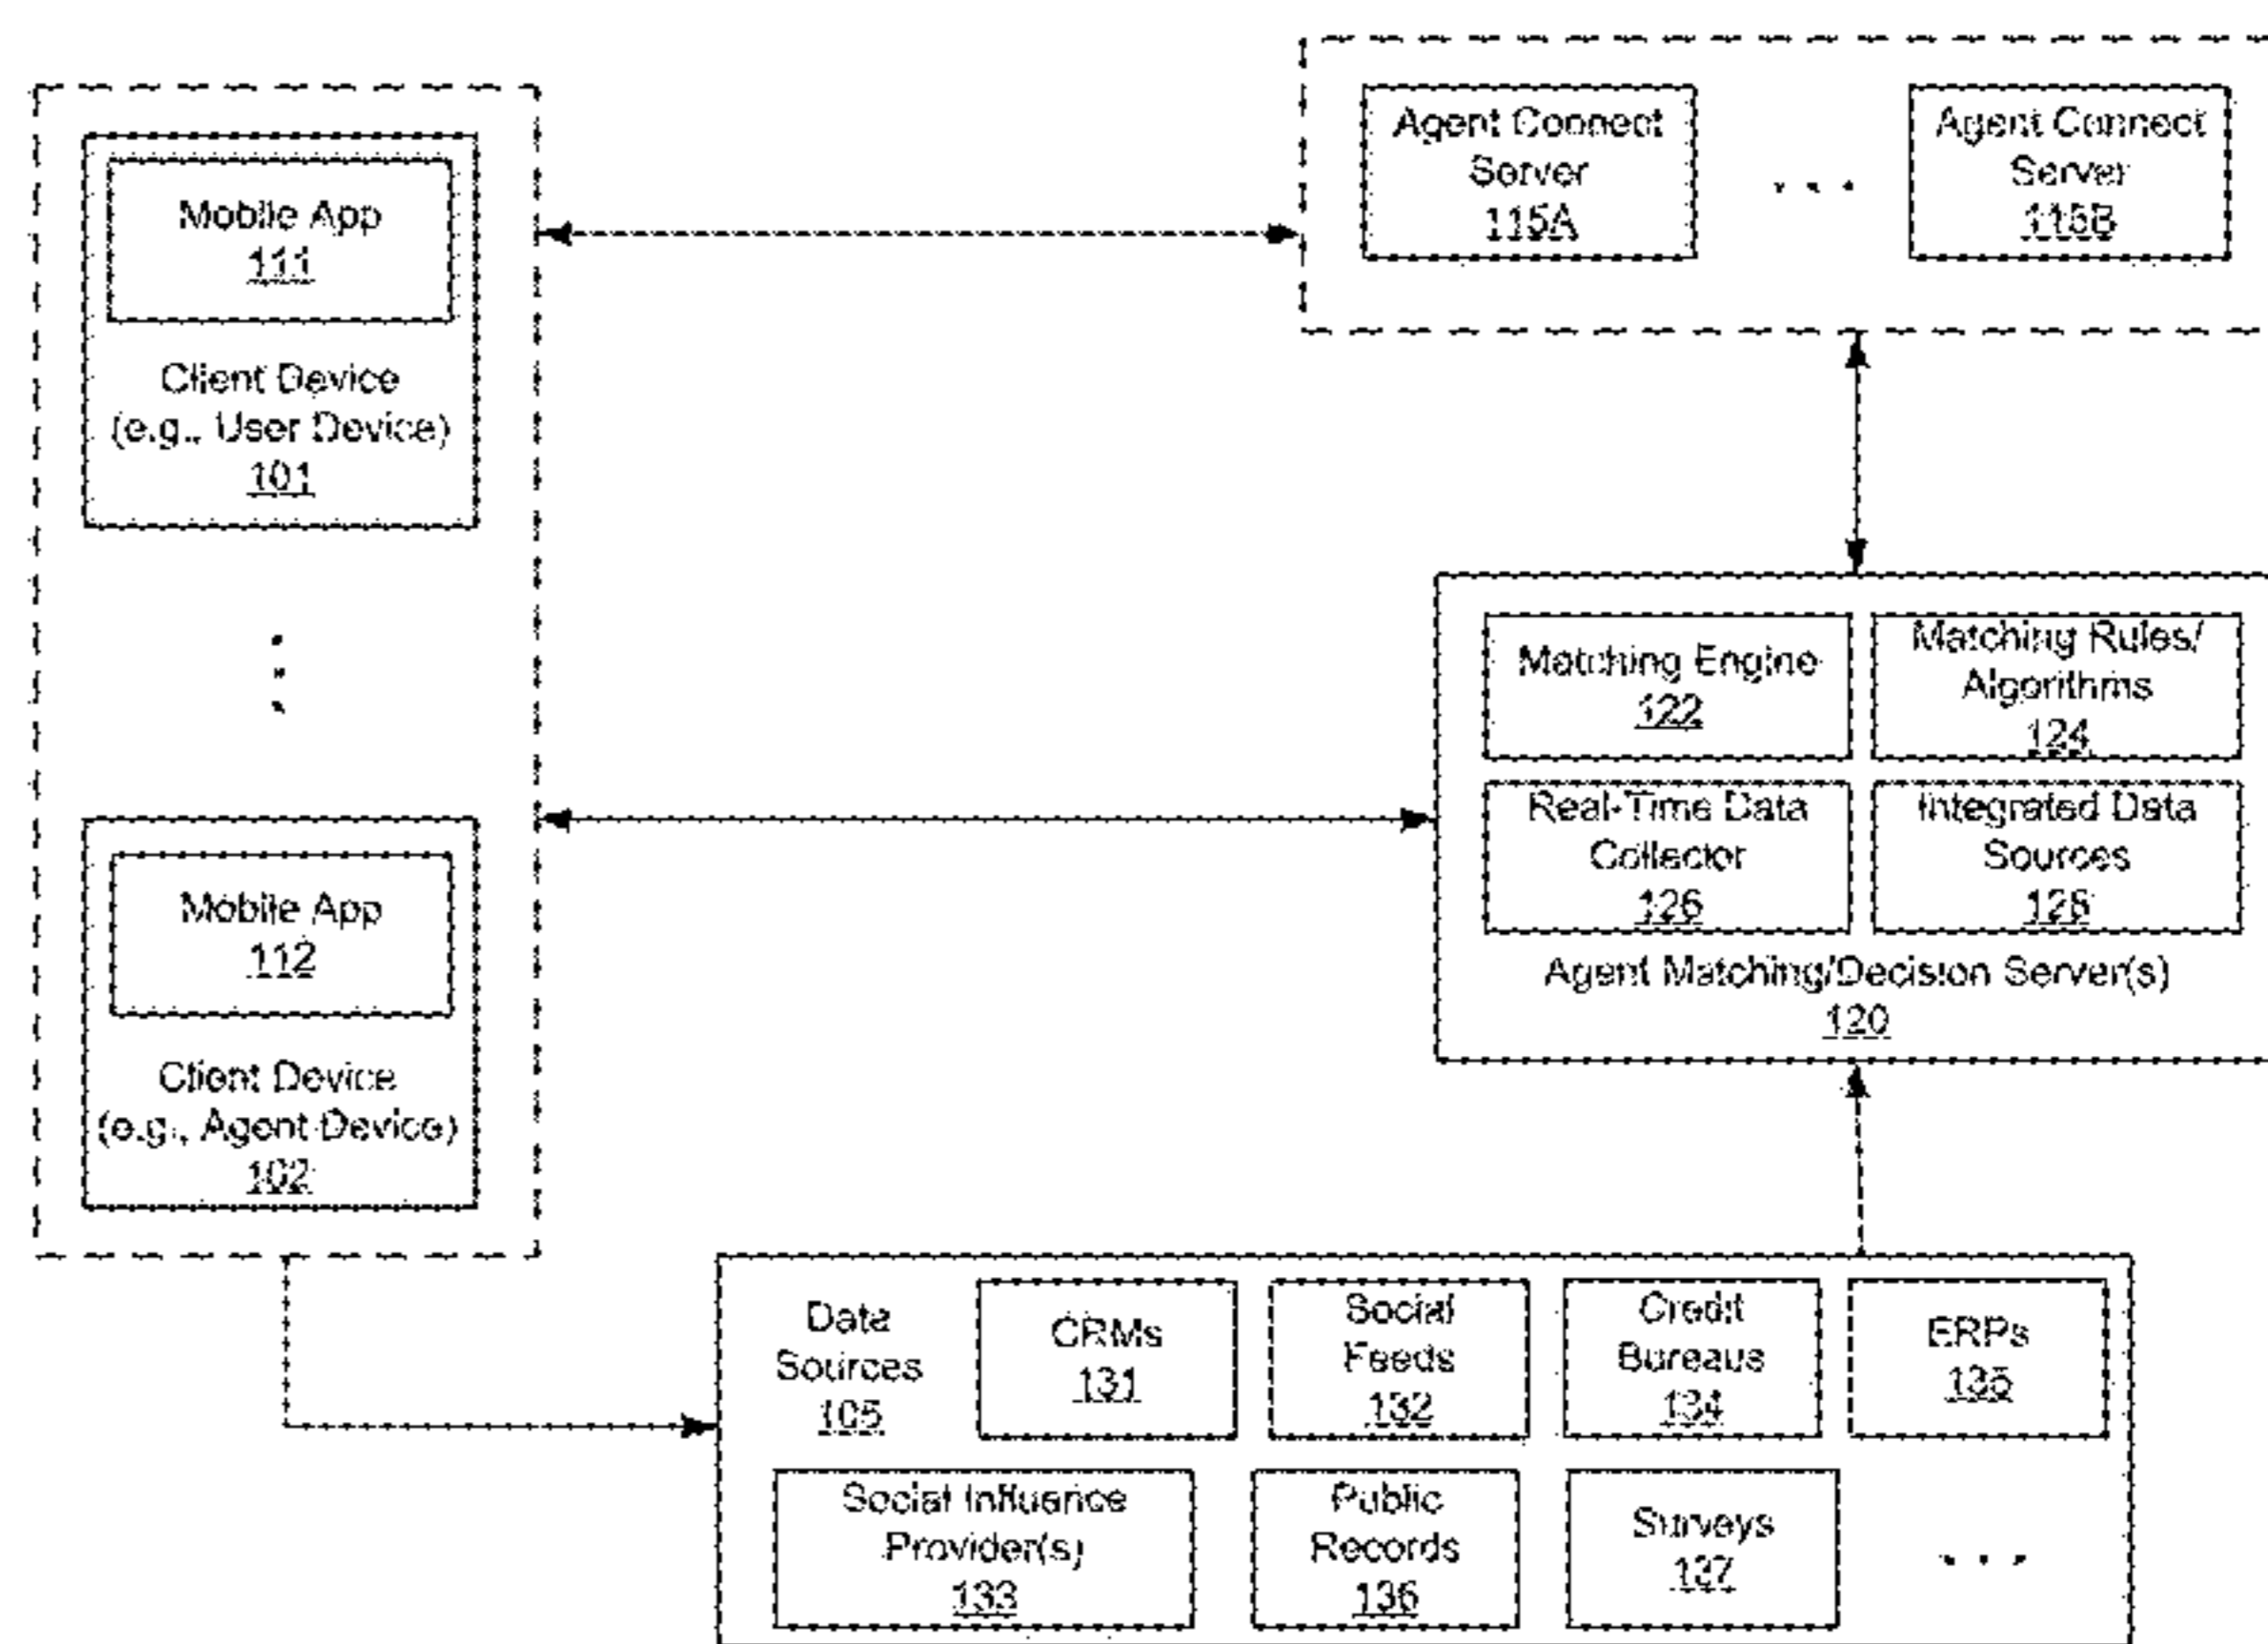 Mobile App
111
Client Device
(e.g., User Device)
101
Mobile App
112
Client Device
(e.g., Agent Device)
102
Agent Connect
Server
115A
Agent Connect
Server
115B
Matching Engine
122
Matching Rules/
Algorithms
124
Real-Time Data
Collector
126
Integrated Data
Sources
128
Agent Matching/Decision Server(s)
120
Data
Sources
105
CRMs
131
Social
Feeds
132
Credit
Bureaus
134
ERPs
135
Social Influence
Provider(s)
133
Public
Records
136
Surveys
137